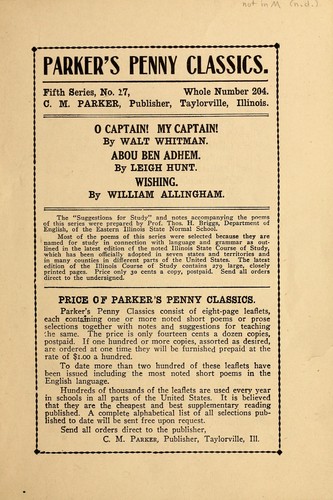 not in M (n.d.)
PARKER'S PENNY CLASSICS.
Fifth Series, No. 17, Whole Number 204.
C. M. PARKER, Publisher, Taylorville, Illinois.
O CAPTAIN! MY CAPTAIN!
By WALT WHITMAN.
ABOU BEN ADHEM.
By LEIGH HUNT.
WISHING.
By WILLIAM ALLINGHAM.
The "Suggestions for Study" and notes accompanying the poems
of this series were prepared by Prof. Thos. H. Briggs, Department of
English, of the Eastern Illinois State Normal School.
Most of the poems of this series were selected because they are
named for study in connection with language and grammar as out-
lined in the latest edition of the noted Illinois State Course of Study,
which has been officially adopted in seven states and territories and
in many counties in different parts of the United States. The latest
edition of the Illinois Course of Study contains 279 large, closely
printed pages. Price only 30 cents a copy, postpaid. Send all orders
direct to the undersigned.
PRICE OF PARKER'S PENNY CLASSICS.
Parker's Penny Classics consist of eight-page leaflets,
each containing one or more noted short poems or prose
selections together with notes and suggestions for teaching
the same. The price is only fourteen cents a dozen copies,
postpaid. If one hundred or more copies, assorted as desired,
are ordered at one time they will be furnished prepaid at the
rate of $1.00 a hundred.
To date more than two hundred of these leaflets have
been issued including the most noted short poems in the
English language.
Hundreds of thousands of the leaflets are used every year
in schools in all parts of the United States. It is believed
that they are the cheapest and best supplementary reading
published. A complete alphabetical list of all selections pub-
lished to date will be sent free upon request.
Send all orders direct to the publisher,
C. M. PARKER, Publisher, Taylorville, Ill.